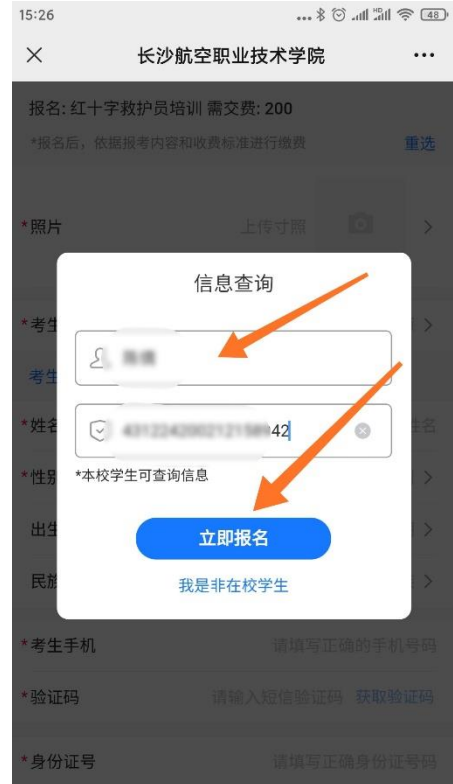 15:26
HD
48
长沙航空职业技术学院
报名: 红十字救护员培训 需交费: 200
*报名后，依据报考内容和收费标准进行缴费 重选
*照片 上传寸照
信息查询
*考生
考生
*姓名
42
*性别
*本校学生可查询信息
出生
立即报名
民族
我是非在校学生
*考生手机 请填写正确的手机号码
*验证码 请输入短信验证码 获取验证码
*身份证号 请填写正确身份证号码